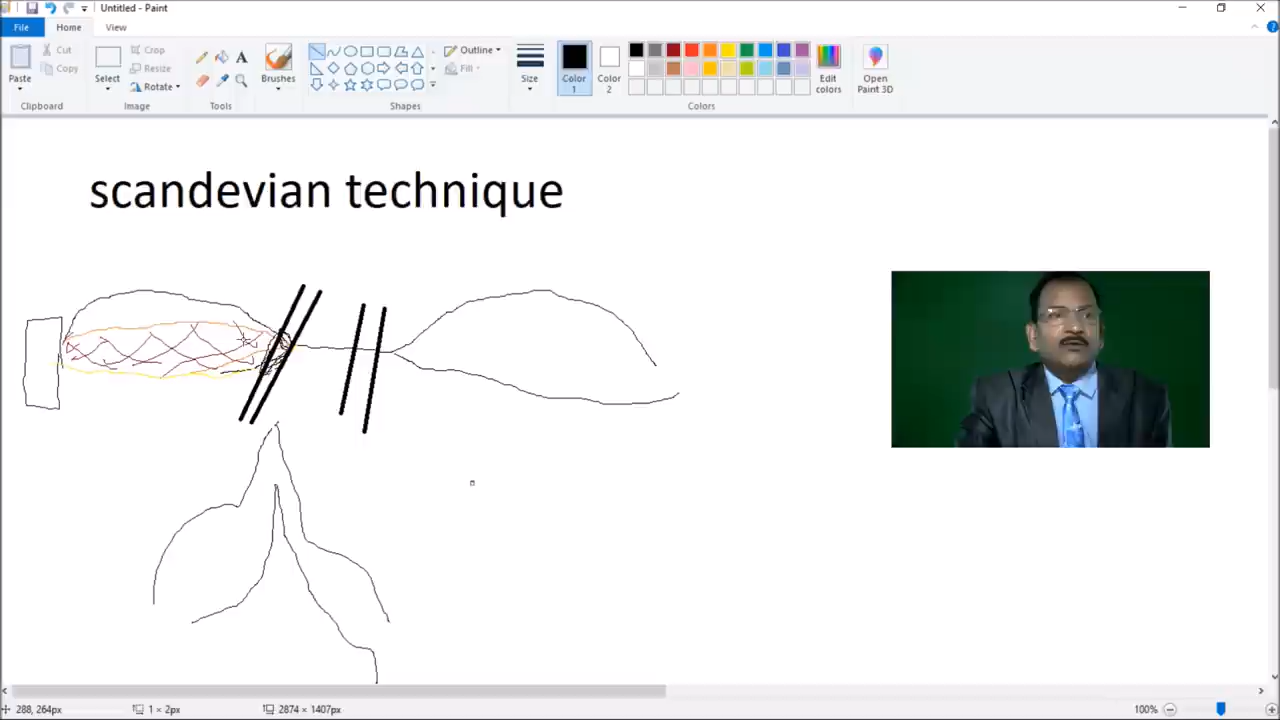 Untitled - Paint
File Home View
Cut
Copy
Paste
Clipboard
Crop
Resize
Rotate
Select
Image
Tools
Brushes
Outline
Fill
Shapes
Size
Color
1
Color
2
Edit
colors
Colors
Open
Paint 3D
scandevian technique
288, 264px 1 × 2px 2874 × 1407px 100%